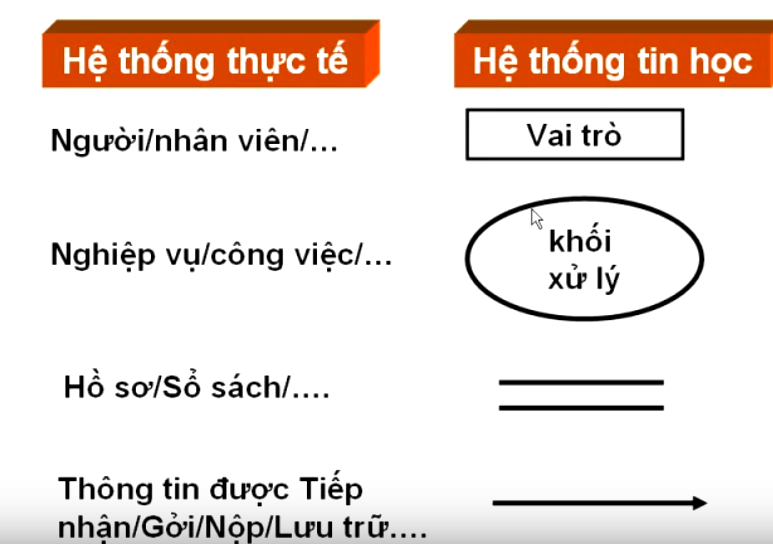 Hệ thống thực tế
Hệ thống tin học
Người/nhân viên/...
Vai trò
Nghiệp vụ/công việc/...
khối
xử lý
Hồ sơ/Sổ sách/....
Thông tin được Tiếp
nhận/Gởi/Nộp/Lưu trữ....